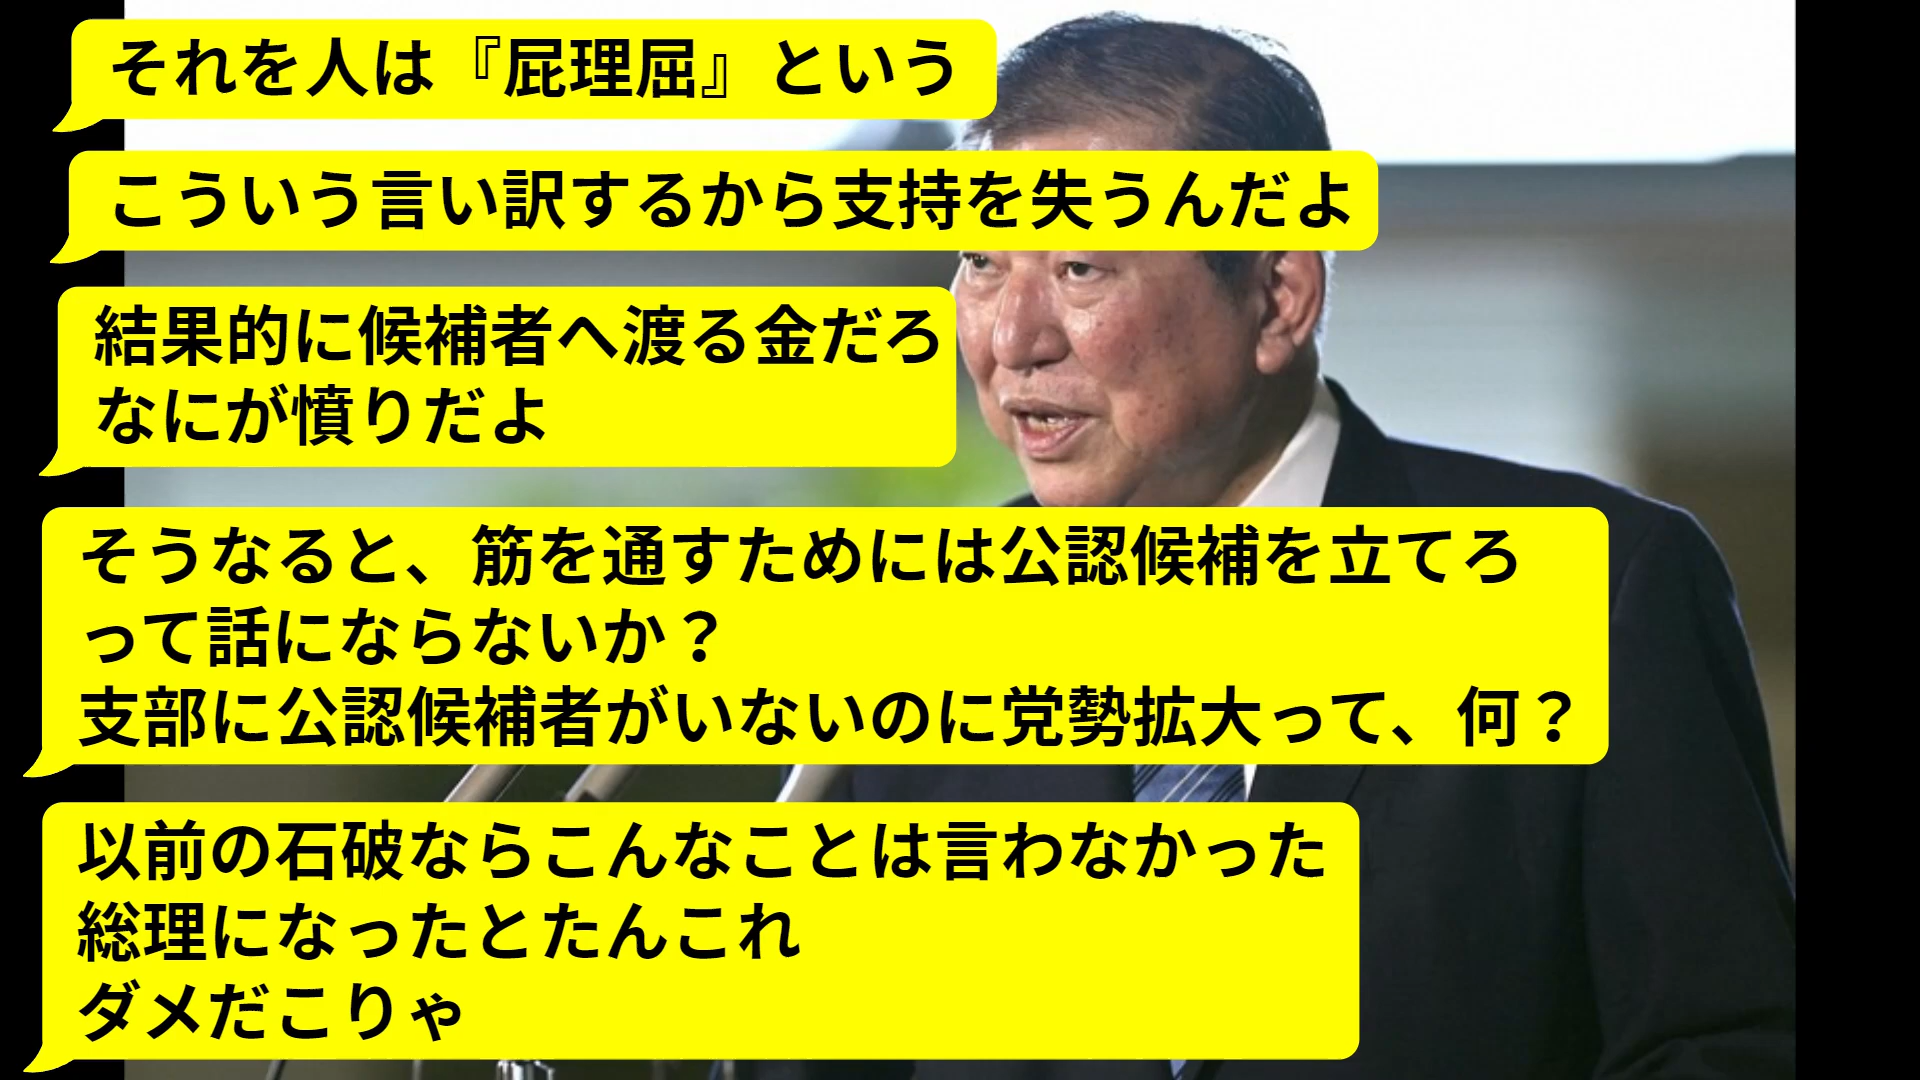 それを人は『屁理屈』という
こういう言い訳するから支持を失うんだよ
結果的に候補者へ渡る金だろ
なにが憤りだよ
そうなると、筋を通すためには公認候補を立てろ
って話にならないか？
支部に公認候補者がいないのに党勢拡大って、何？
以前の石破ならこんなことは言わなかった
総理になったとたんこれ
ダメだこりゃ